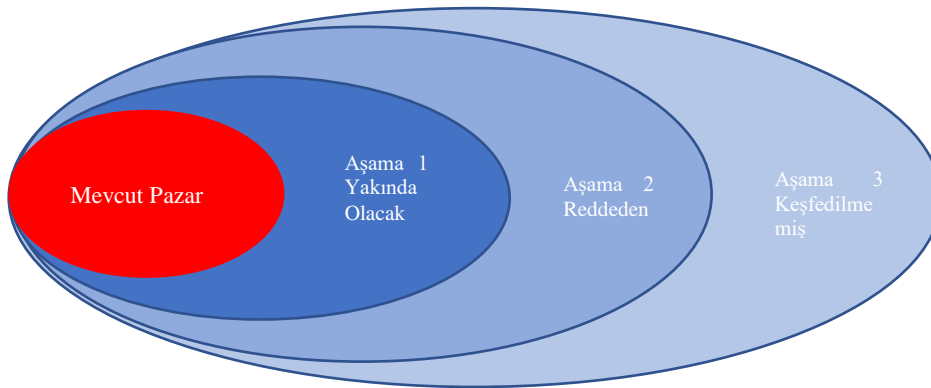 Mevcut Pazar
Aşama 1
Yakında
Olacak
Aşama 2
Reddeden
Aşama 3
Keşfedilme
miş